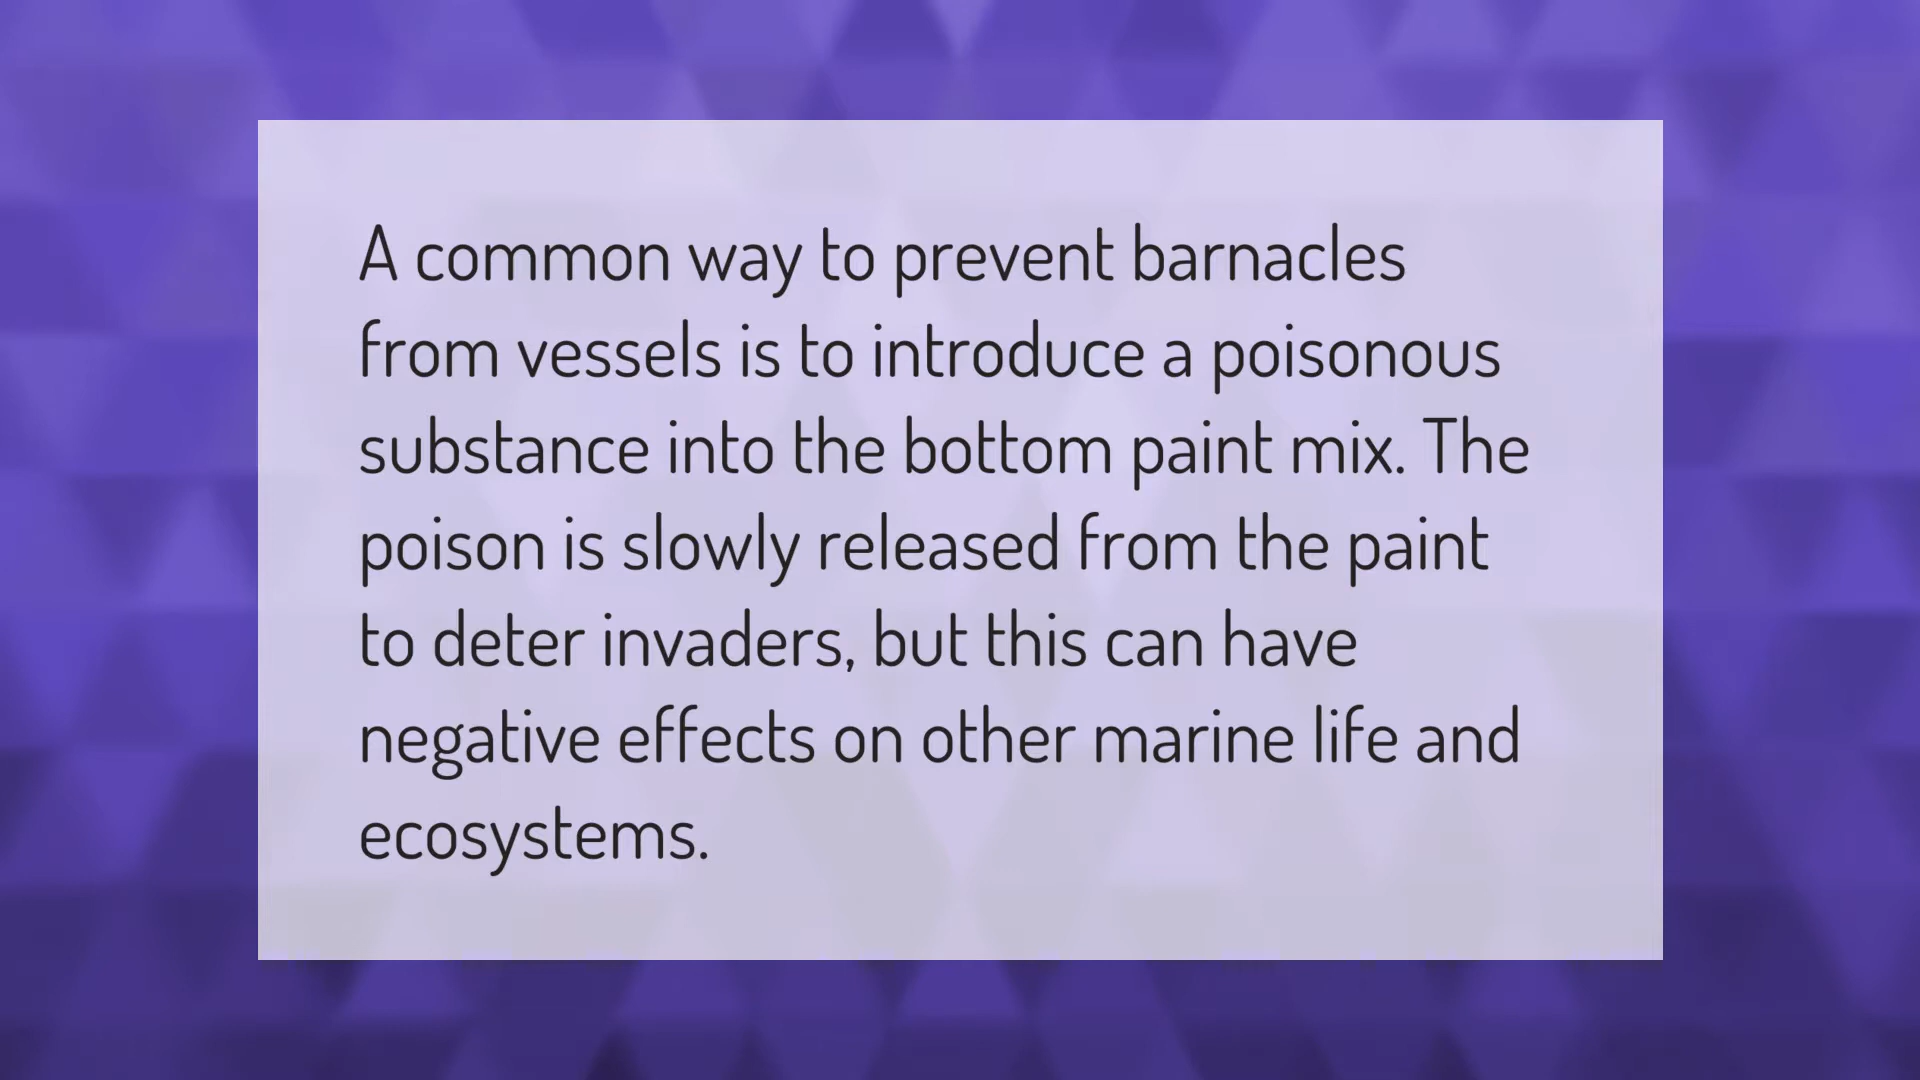 A common way to prevent barnacles
from vessels is to introduce a poisonous
substance into the bottom paint mix. The
poison is slowly released from the paint
to deter invaders, but this can have
negative effects on other marine life and
ecosystems.